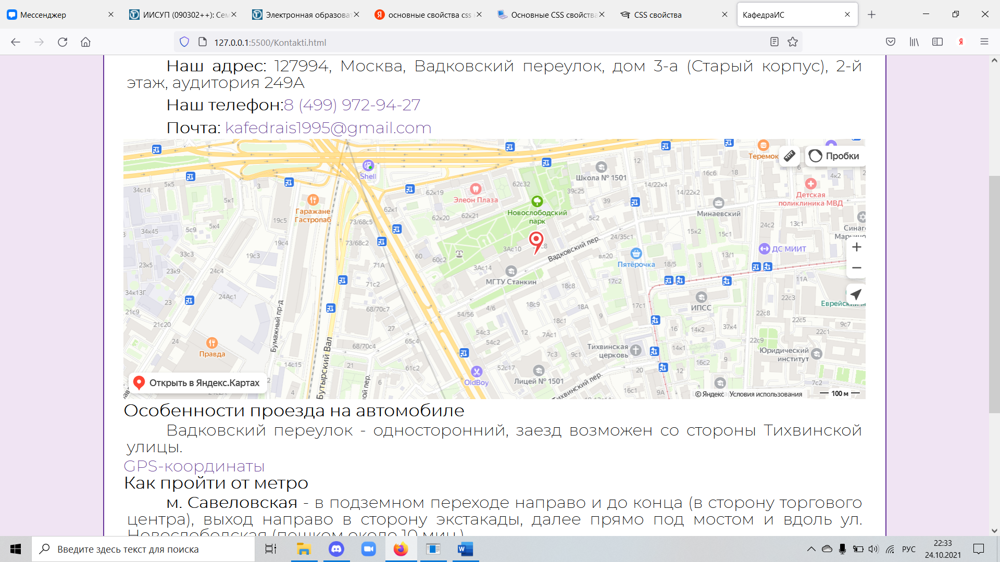 Мессенджер
ИИСУП (090302++): Сем
Электронная образоват
основные свойства css
Основные CSS свойства
CSS свойства
КафедраИС
127.0.0.1:5500/Kontakti.html
Наш адрес: 127994, Москва, Вадковский переулок, дом 3-а (Старый корпус), 2-й
этаж, аудитория 249А
Наш телефон:8 (499) 972-94-27
Почта: kafedrais1995@gmail.com
Shell
Теремок
Пробки
Школа № 1501
Элеон Плаза
Гаражане
Гастропаб
Новослободский
парк
Минаевский
Детская
поликлиника МВД
Синаг
ДС МИИТ
Вадковский пер.
Пятёрочка
МГТУ Станкин
ИПСС
Бумажный пр-д
Бутырский Вал
Правда
Тихвинская
церковь
Юридический
институт
OldBoy
Лицей № 1501
Тихвинский пер.
34с14
5к5
5к1
5к4
5с9
34к45
33с3
23к5
23к9
24с4
19с5
19с4
19с3
34к13Г
23
24Ас1
21с9
21с20
24
14с15
4
73/68с5
73/68с2
71А
71с2
68/70с7
68/70с4
27
65с4
61с2
21
6
62к19
62к1
62к20
62к21
62с32
60
60с2
3Ас10
3Ас14
39с25
39
5с2
12
14/22к4
14/22к2
16с6
18
4к2
24/35с1
вл20
17с2
17с1
18/5
3
13/1
15к2
15с1
24с2
13с1
11А
22с3
22с8
22с9
22с1
9с7
18с8
18с9
18с1
18А
9
4/6
54/56
54с3
54с2
52с17
12
7Ас1
7с3
9с1
16
14к2
14к1
37к4
16с2
12
20
16с1
9А
7с2
Открыть в Яндекс.Картах
© Яндекс Условия использования
100 м
Особенности проезда на автомобиле
Вадковский переулок - односторонний, заезд возможен со стороны Тихвинской
улицы.
GPS-координаты
Как пройти от метро
м. Савеловская - в подземном переходе направо и до конца (в сторону торгового
центра), выход направо в сторону экстакады, далее прямо под мостом и вдоль ул.
Новослободская (пешком около 10 мин.)
Введите здесь текст для поиска
РУС
22:33
24.10.2021